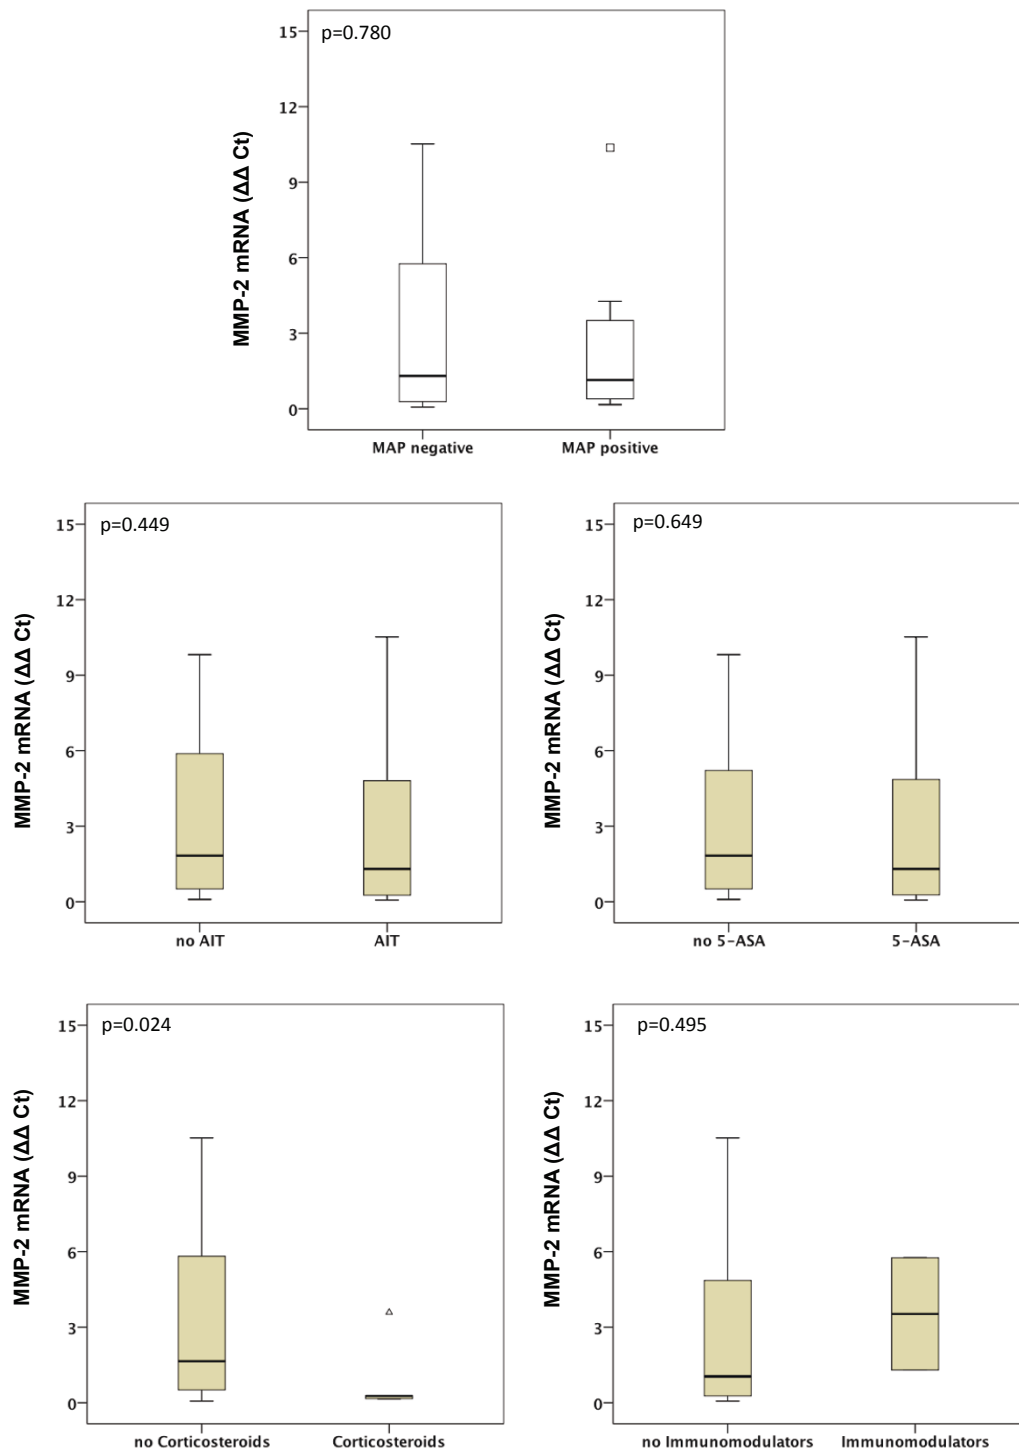 p=0.780
15
12
9
6
3
0
MMP-2 mRNA (ΔΔ Ct)
MAP negative
MAP positive
p=0.449
15
12
9
6
3
0
MMP-2 mRNA (ΔΔ Ct)
no AIT
AIT
p=0.649
15
12
9
6
3
0
MMP-2 mRNA (ΔΔ Ct)
no 5-ASA
5-ASA
p=0.024
15
12
9
6
3
0
MMP-2 mRNA (ΔΔ Ct)
no Corticosteroids
Corticosteroids
p=0.495
15
12
9
6
3
0
MMP-2 mRNA (ΔΔ Ct)
no Immunomodulators
Immunomodulators